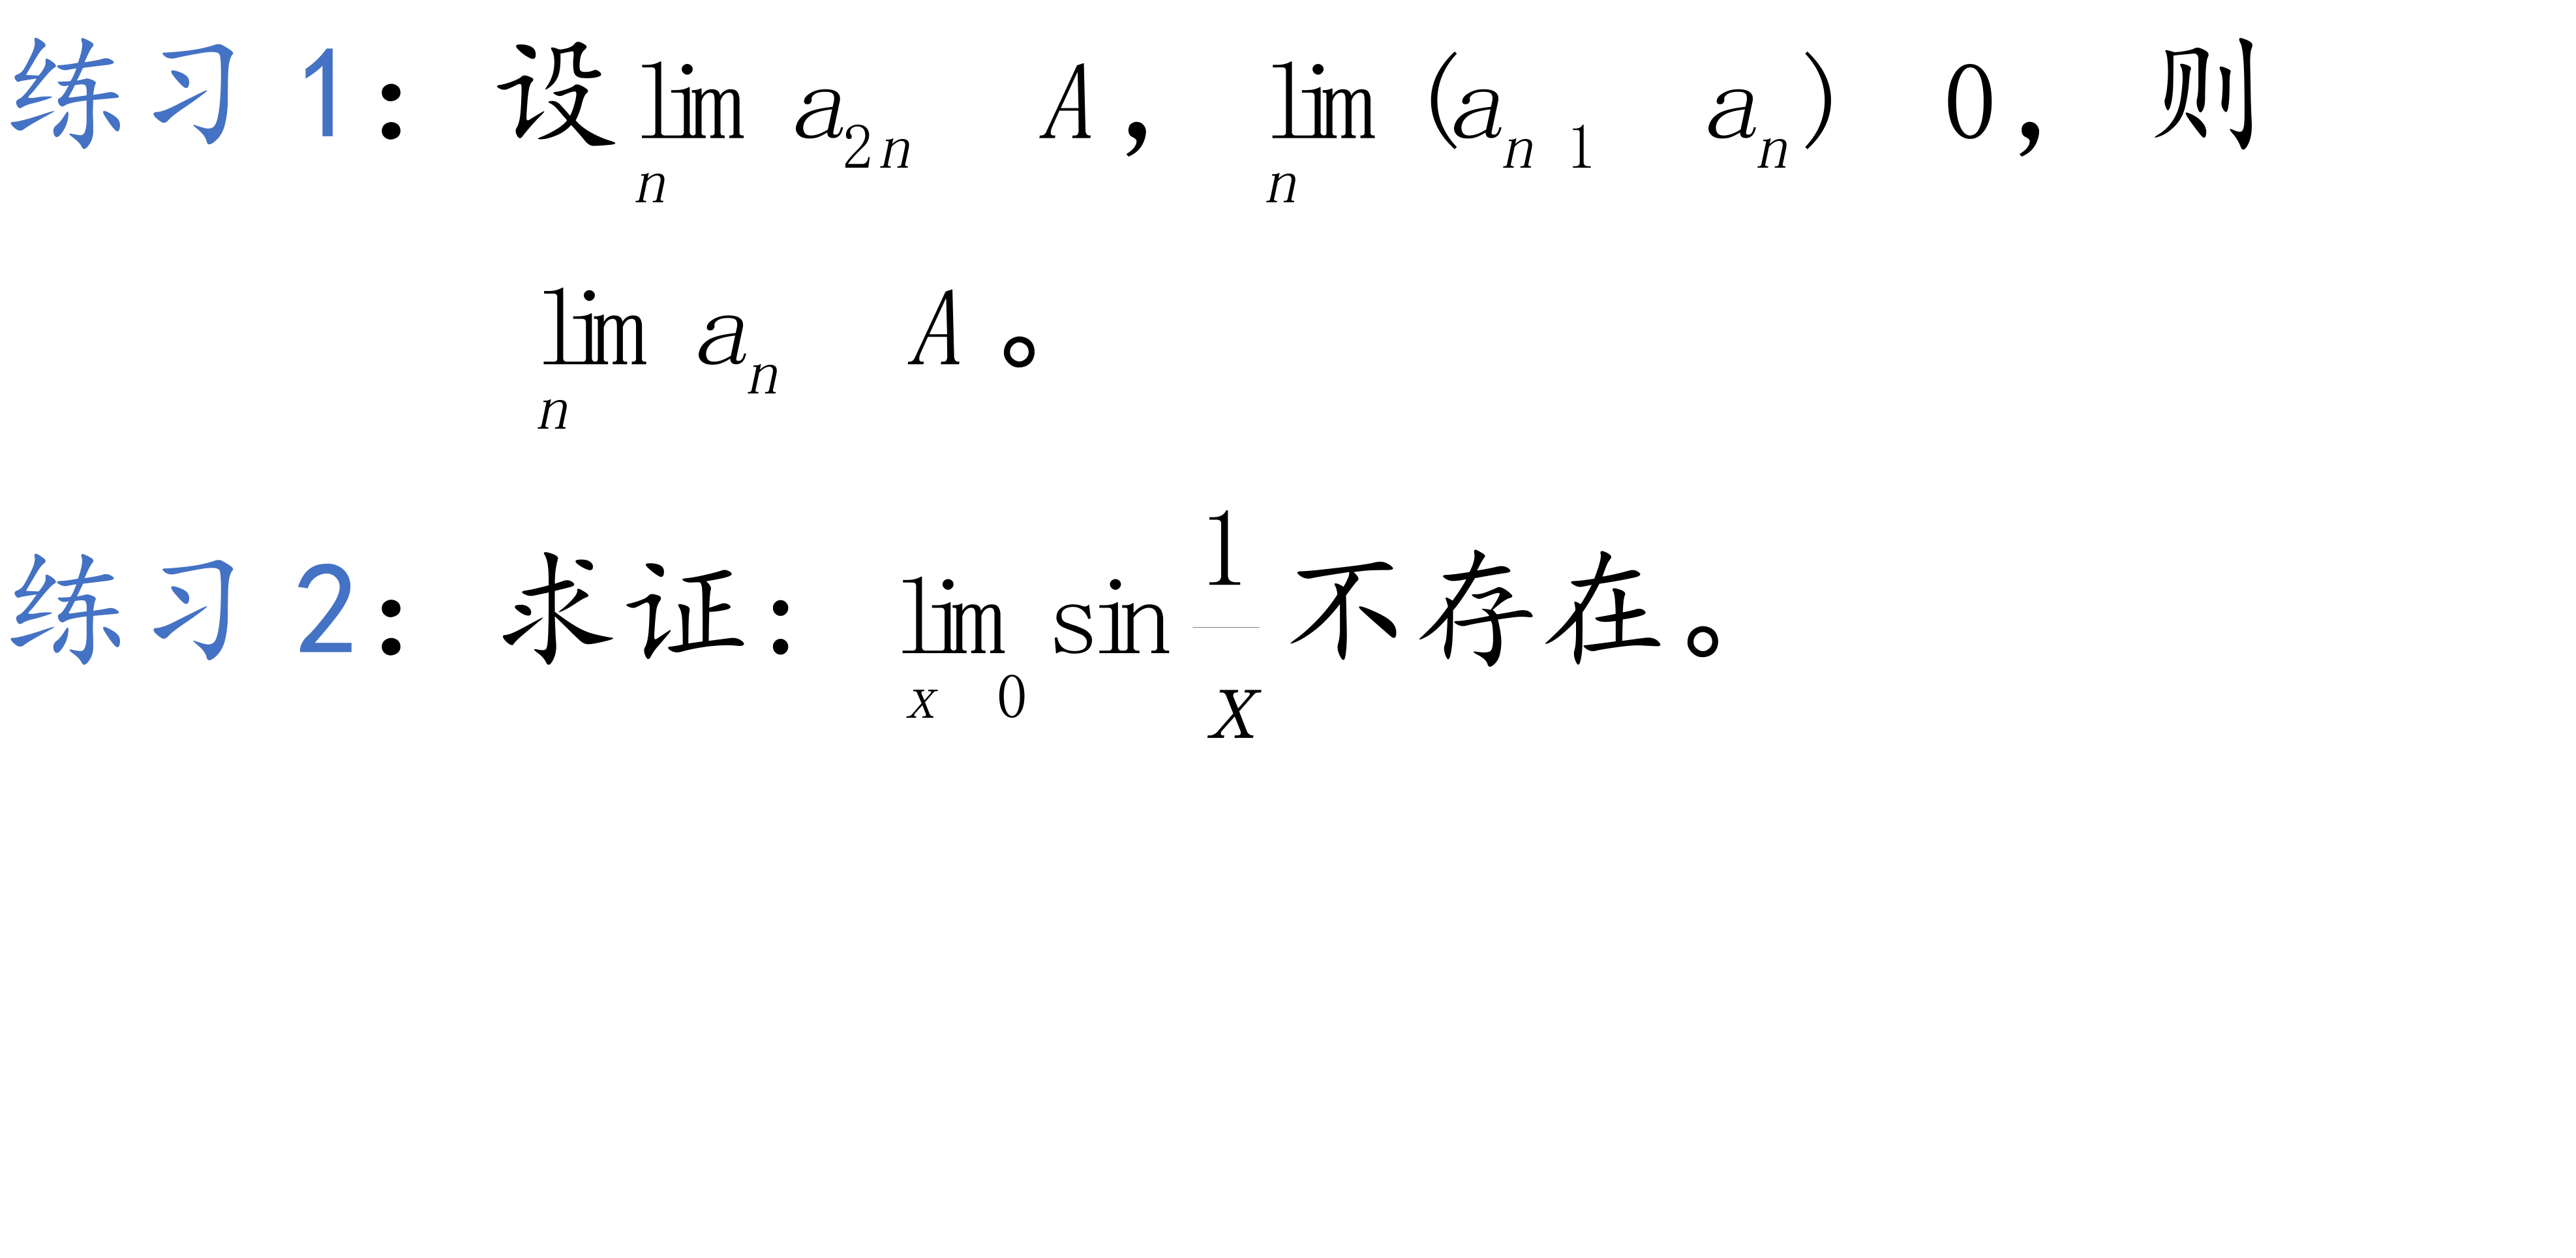 练习 1：设 lim a2n A，lim (an 1 an) 0，则
n n
lim an A。
n
练习 2：求证：lim sin 1/x 不存在。
x 0